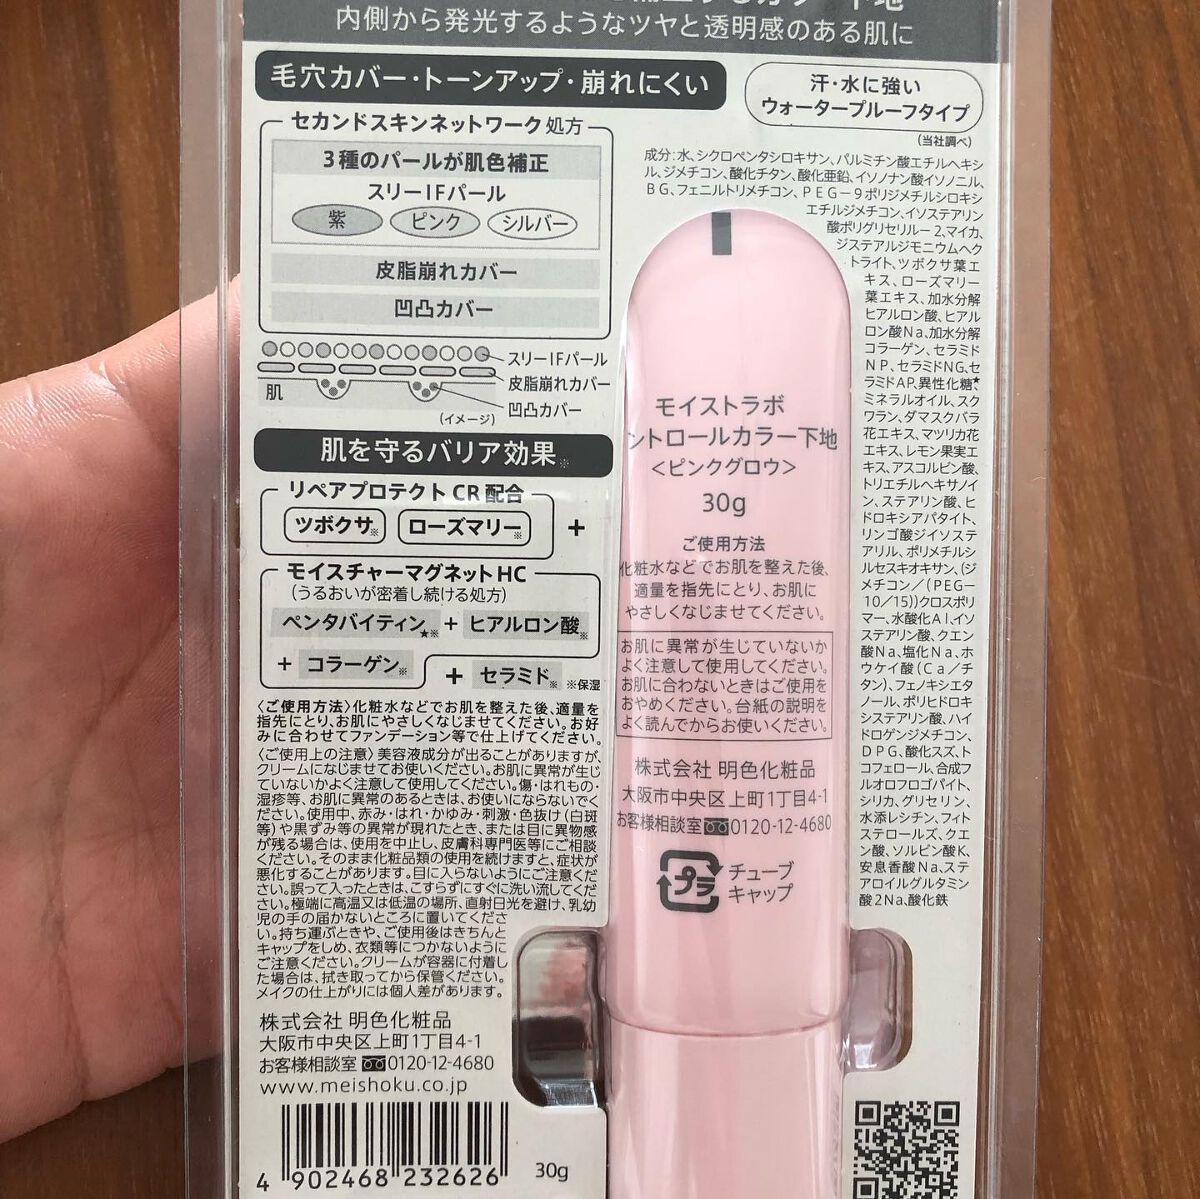 内側から発光するようなツヤと透明感のある肌に
毛穴カバー・トーンアップ・崩れにくい
汗・水に強い
ウォータープルーフタイプ
(当社調べ)
セカンドスキンネットワーク処方
3種のパールが肌色補正
スリーIFパール
紫 ピンク シルバー
皮脂崩れカバー
凹凸カバー
スリーIFパール
皮脂崩れカバー
肌
凹凸カバー
(イメージ)
肌を守るバリア効果※
リペアプロテクトCR配合
ツボクサ※ ローズマリー※ +
モイスチャーマグネットHC
(うるおいが密着し続ける処方)
ペンタバイティン★※ + ヒアルロン酸※
+ コラーゲン※ + セラミド※ ※保湿
〈ご使用方法〉化粧水などでお肌を整えた後、適量を
指先にとり、お肌にやさしくなじませてください。お好
みに合わせてファンデーション等で仕上げてください。
〈ご使用上の注意〉美容液成分が出ることがありますが、
クリームになじませてお使いください。お肌に異常が生じ
ていないかよく注意して使用してください。傷・はれもの・
湿疹等、お肌に異常のあるときは、お使いにならないでく
ださい。使用中、赤み・はれ・かゆみ・刺激・色抜け(白斑
等)や黒ずみ等の異常が現れたとき、または目に異物感
が残る場合は、使用を中止し、皮膚科専門医等にご相談
ください。そのまま化粧品類の使用を続けますと、症状が
悪化することがあります。目に入らないようにご注意くだ
さい。誤って入ったときは、こすらずにすぐに洗い流してく
ださい。極端に高温又は低温の場所、直射日光を避け、乳幼
児の手の届かないところに置いてくださ
い。持ち運ぶときや、ご使用後はきちんと
キャップをしめ、衣類等につかないように
ご注意ください。クリームが容器に付着し
た場合は、拭き取ってから保管ください。
メイクの仕上がりには個人差があります。
株式会社 明色化粧品
大阪市中央区上町1丁目4-1
お客様相談室 0120-12-4680
www.meishoku.co.jp
4 902468 232626
30g
成分:水、シクロペンタシロキサン、パルミチン酸エチルヘキシ
ル、ジメチコン、酸化チタン、酸化亜鉛、イソノナン酸イソノニル、
BG、フェニルトリメチコン、PEG-9ポリジメチルシロキシ
エチルジメチコン、イソステアリン
酸ポリグリセリル-2、マイカ、
ジステアルジモニウムヘク
トライト、ツボクサ葉エ
キス、ローズマリー
葉エキス、加水分解
ヒアルロン酸、ヒアル
ロン酸Na、加水分解
コラーゲン、セラミド
NP、セラミドNG、セ
ラミドAP、異性化糖★
ミネラルオイル、スク
ワラン、ダマスクバラ
花エキス、マツリカ花
エキス、レモン果実エ
キス、アスコルビン酸、
トリエチルヘキサノイ
ン、ステアリン酸、ヒ
ドロキシアパタイト、
リンゴ酸ジイソステ
アリル、ポリメチルシ
ルセスキオキサン、(ジ
メチコン/(PEG-
10/15))クロスポリ
マー、水酸化Al、イソ
ステアリン酸、クエン
酸Na、塩化Na、ホ
ウケイ酸(Ca/チ
タン)、フェノキシエタ
ノール、ポリヒドロキ
システアリン酸、ハイ
ドロゲンジメチコン、
DPG、酸化スズ、ト
コフェロール、合成フ
ルオロフロゴパイト、
シリカ、グリセリン、
水添レシチン、フィト
ステロールズ、クエ
ン酸、ソルビン酸K、
安息香酸Na、ステ
アロイルグルタミン
酸2Na、酸化鉄
モイストラボ
ントロールカラー下地
<ピンクグロウ>
30g
ご使用方法
化粧水などでお肌を整えた後、
適量を指先にとり、お肌に
やさしくなじませてください。
お肌に異常が生じていないか
よく注意して使用してください。
お肌に合わないときはご使用を
おやめください。台紙の説明を
よく読んでからお使いください。
株式会社 明色化粧品
大阪市中央区上町1丁目4-1
お客様相談室 0120-12-4680
プラ チューブ
キャップ